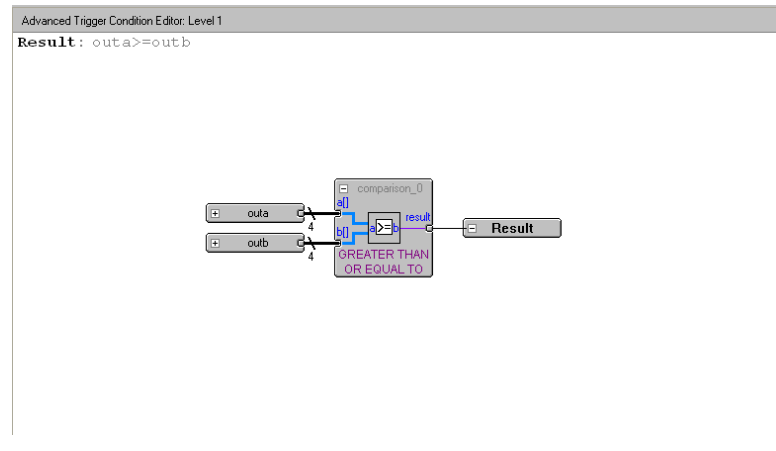 Advanced Trigger Condition Editor: Level 1
Result: outa>=outb
comparison_0
a[]
outa
4
result
a>=b
Result
b[]
outb
4
GREATER THAN
OR EQUAL TO